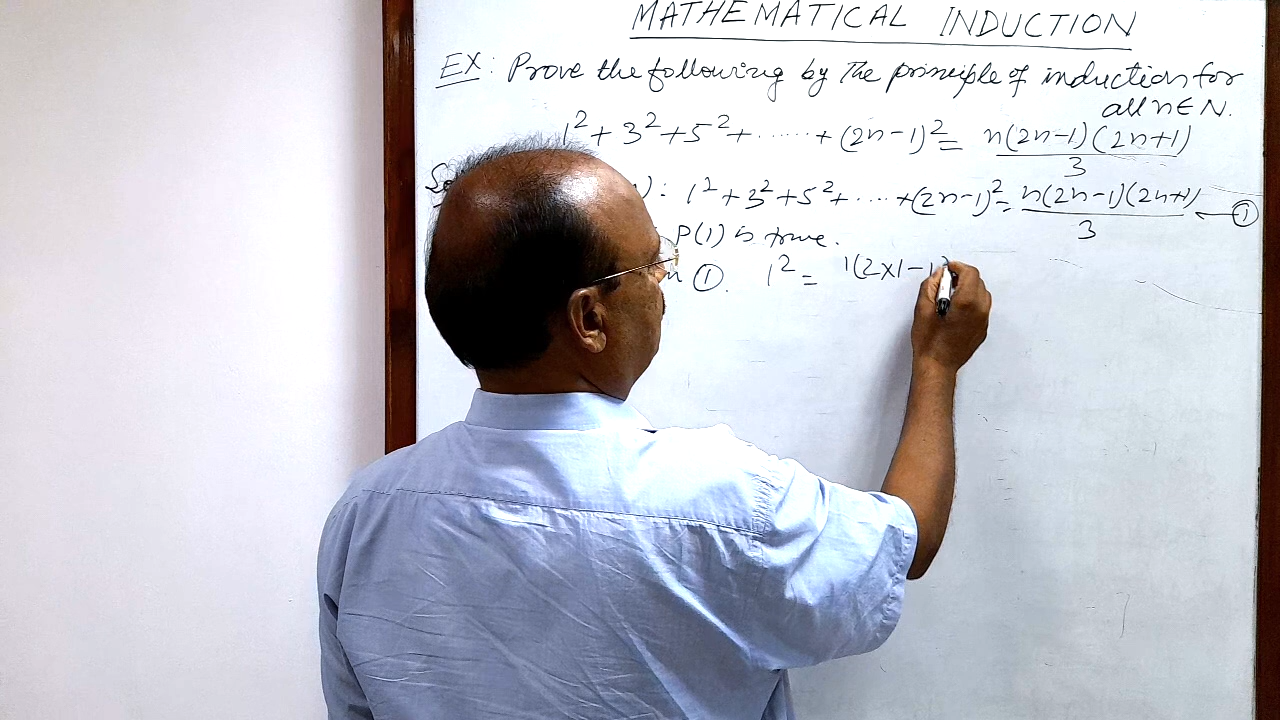 MATHEMATICAL INDUCTION
EX: Prove the following by the principle of induction for
all n∈N.
1² + 3² + 5² + ...... + (2n-1)² = n(2n-1)(2n+1)/3
: 1² + 3² + 5² + .... + (2n-1)² = n(2n-1)(2n+1)/3 ← ①
P(1) is true.
①. 1² = 1(2×1-1)